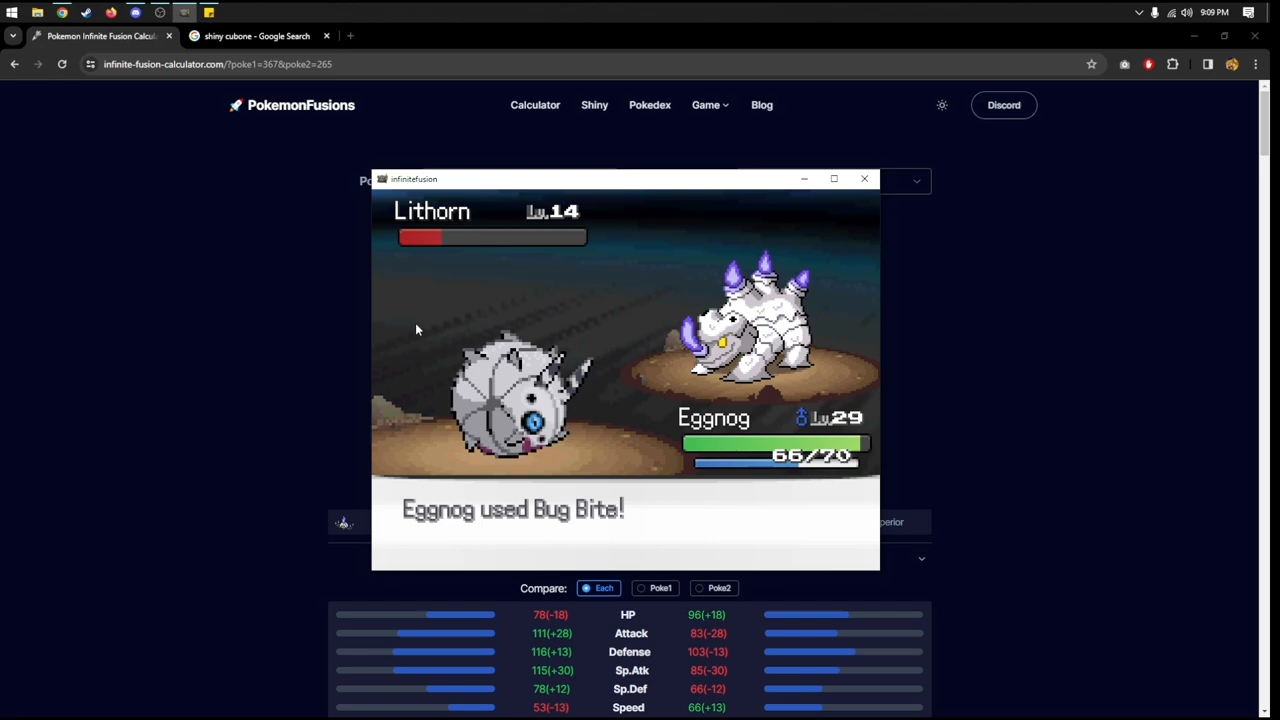 9:09 PM
Pokemon Infinite Fusion Calcul
shiny cubone - Google Search
infinite-fusion-calculator.com/?poke1=367&poke2=265
PokemonFusions
Calculator Shiny Pokedex Game Blog
Discord
Po
infinitefusion
Lithorn Lv.14
Eggnog ♂ Lv.29
66/70
Eggnog used Bug Bite!
perior
Compare: Each Poke1 Poke2
78(-18) HP 96(+18)
111(+28) Attack 83(-28)
116(+13) Defense 103(-13)
115(+30) Sp.Atk 85(-30)
78(+12) Sp.Def 66(-12)
53(-13) Speed 66(+13)